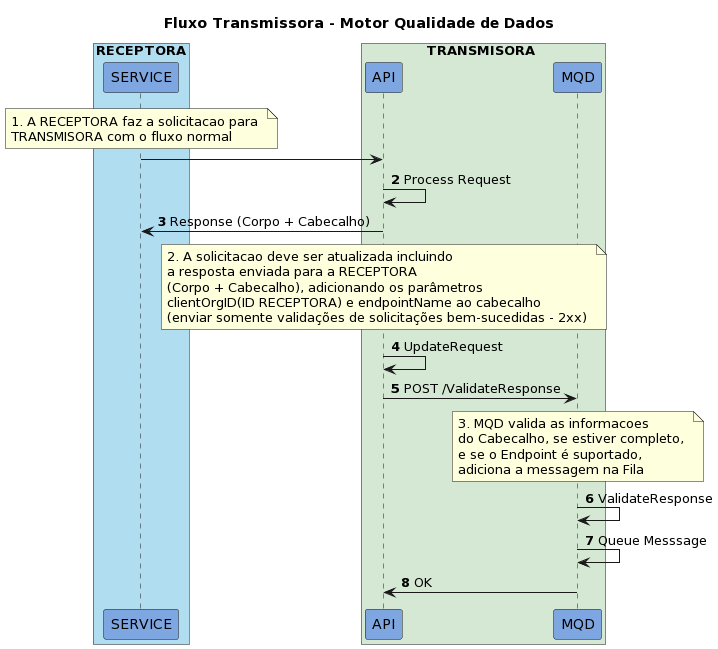 Fluxo Transmissora - Motor Qualidade de Dados
RECEPTORA
TRANSMISORA
SERVICE
API
MQD
1. A RECEPTORA faz a solicitacao para
TRANSMISORA com o fluxo normal
2 Process Request
3 Response (Corpo + Cabecalho)
2. A solicitacao deve ser atualizada incluindo
a resposta enviada para a RECEPTORA
(Corpo + Cabecalho), adicionando os parâmetros
clientOrgID(ID RECEPTORA) e endpointName ao cabecalho
(enviar somente validações de solicitações bem-sucedidas - 2xx)
4 UpdateRequest
5 POST /ValidateResponse
3. MQD valida as informacoes
do Cabecalho, se estiver completo,
e se o Endpoint é suportado,
adiciona a messagem na Fila
6 ValidateResponse
7 Queue Messsage
8 OK
SERVICE
API
MQD